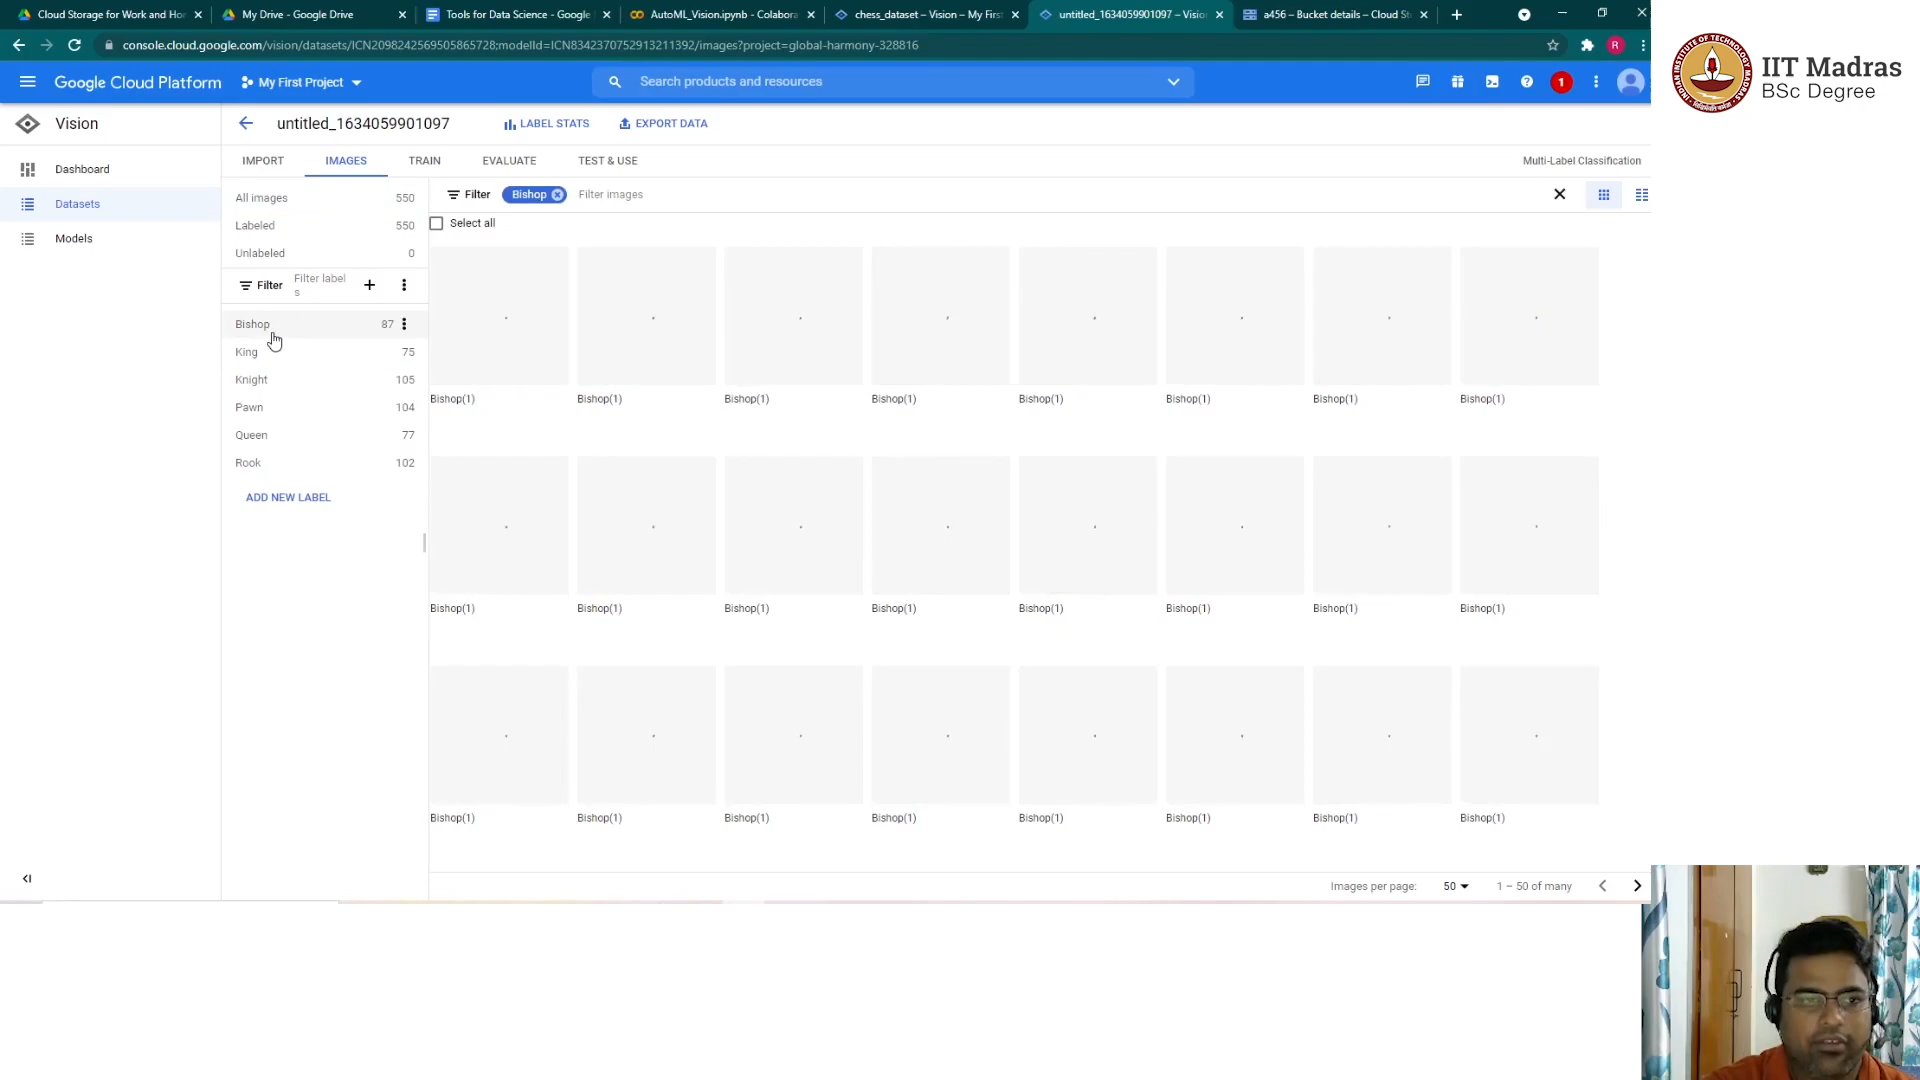 Cloud Storage for Work and Ho
My Drive - Google Drive
Tools for Data Science - Google
AutoML_Vision.ipynb - Colabora
chess_dataset – Vision – My First
untitled_1634059901097 – Visio
a456 – Bucket details – Cloud St
console.cloud.google.com/vision/datasets/ICN2098242569505865728;modelId=ICN8342370752913211392/images?project=global-harmony-328816
R
Google Cloud Platform
My First Project
Search products and resources
1
IIT Madras
BSc Degree
Vision
untitled_1634059901097
LABEL STATS
EXPORT DATA
IMPORT
IMAGES
TRAIN
EVALUATE
TEST & USE
Multi-Label Classification
Dashboard
Datasets
Models
All images 550
Labeled 550
Unlabeled 0
Filter
Filter label
s
Bishop 87
King 75
Knight 105
Pawn 104
Queen 77
Rook 102
ADD NEW LABEL
Filter Bishop Filter images
Select all
Bishop(1) Bishop(1) Bishop(1) Bishop(1) Bishop(1) Bishop(1) Bishop(1) Bishop(1)
Bishop(1) Bishop(1) Bishop(1) Bishop(1) Bishop(1) Bishop(1) Bishop(1) Bishop(1)
Bishop(1) Bishop(1) Bishop(1) Bishop(1) Bishop(1) Bishop(1) Bishop(1) Bishop(1)
Images per page: 50 1 – 50 of many